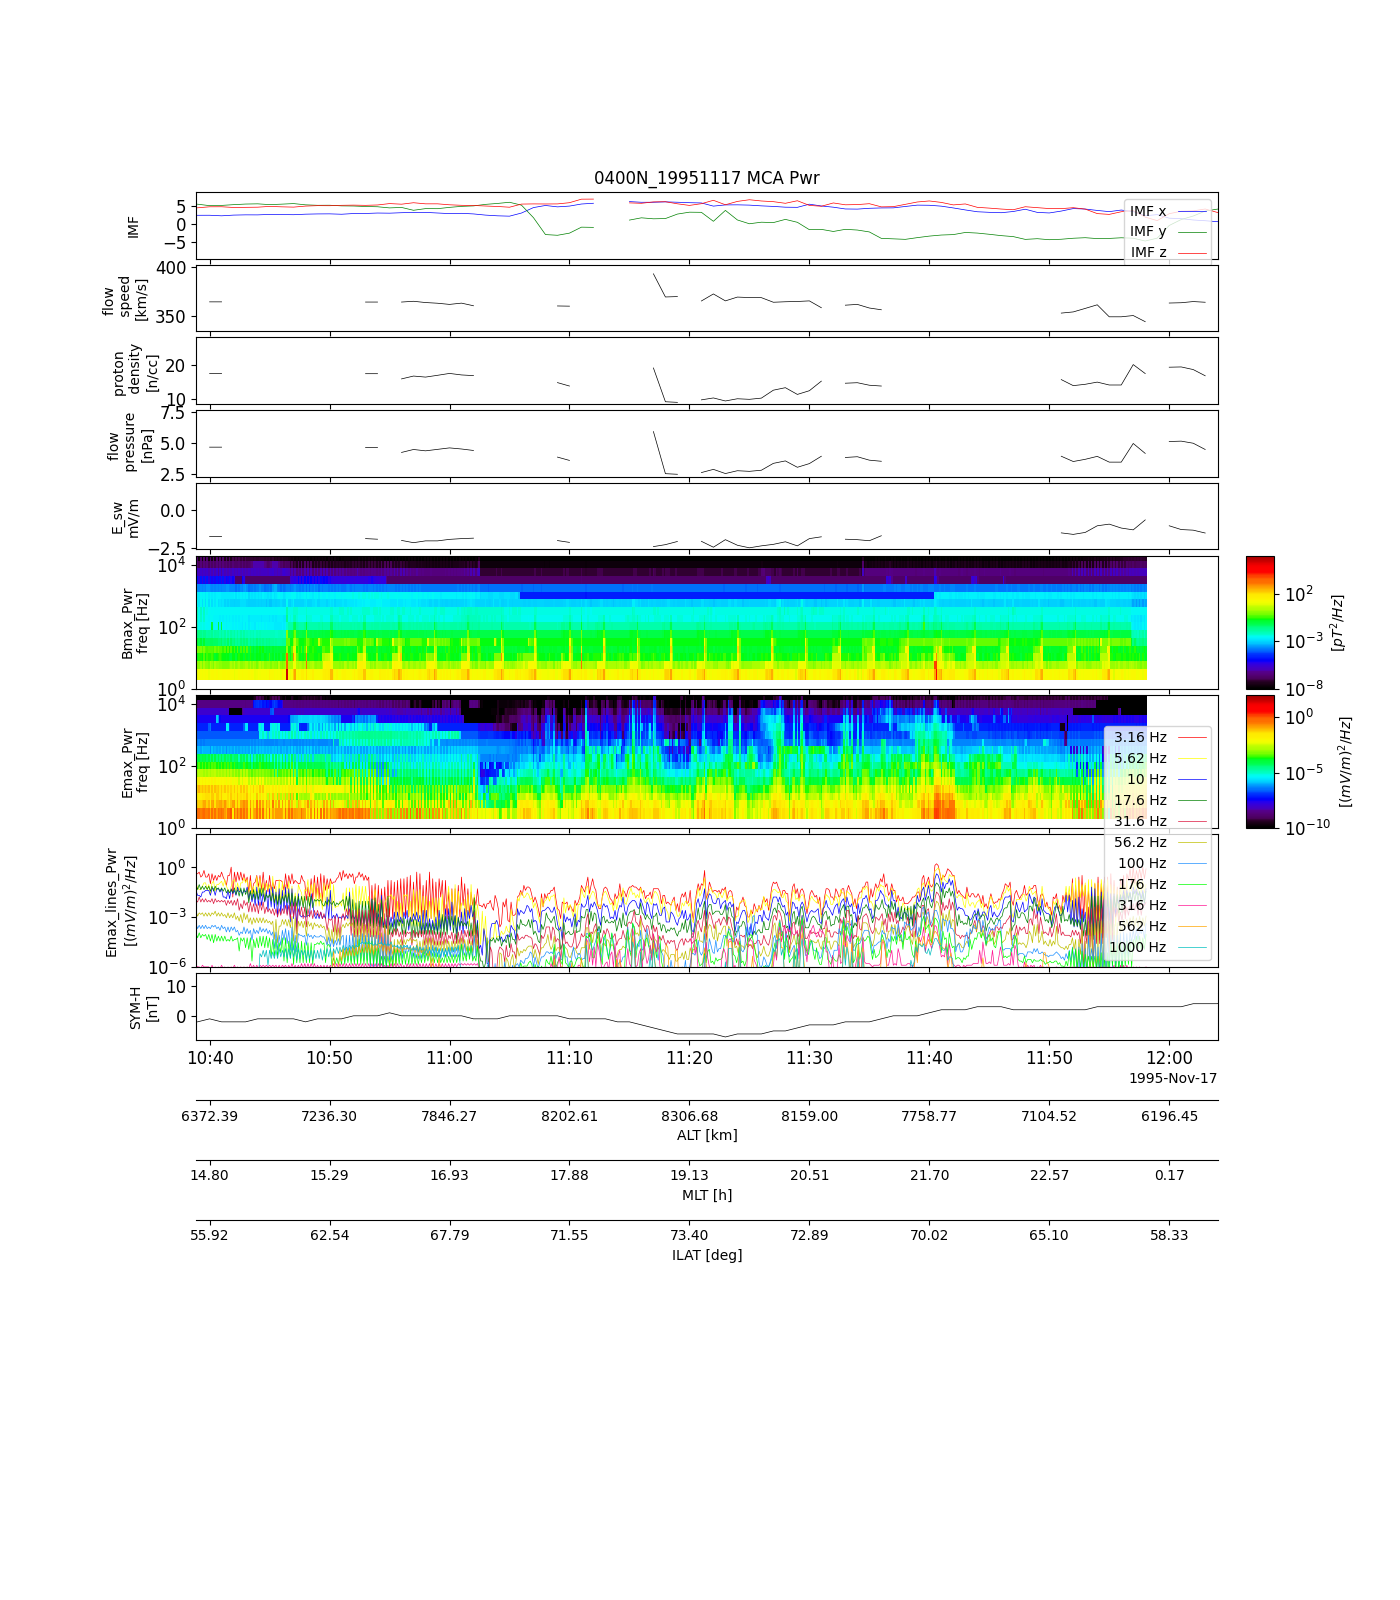 0400N_19951117 MCA Pwr
5
0
−5
IMF
IMF x
IMF y
IMF z
400
350
flow
speed
[km/s]
20
10
proton
density
[n/cc]
7.5
5.0
2.5
flow
pressure
[nPa]
0.0
−2.5
E_sw
mV/m
10^4
10^2
10^0
Bmax_Pwr
freq [Hz]
10^2
10^−3
10^−8
[pT^2/Hz]
10^4
10^2
10^0
Emax_Pwr
freq [Hz]
10^0
10^−5
10^−10
[(mV/m)^2/Hz]
3.16 Hz
5.62 Hz
10 Hz
17.6 Hz
31.6 Hz
56.2 Hz
100 Hz
176 Hz
316 Hz
562 Hz
1000 Hz
10^0
10^−3
10^−6
Emax_lines_Pwr
[(mV/m)^2/Hz]
10
0
SYM-H
[nT]
10:40 10:50 11:00 11:10 11:20 11:30 11:40 11:50 12:00
1995-Nov-17
6372.39 7236.30 7846.27 8202.61 8306.68 8159.00 7758.77 7104.52 6196.45
ALT [km]
14.80 15.29 16.93 17.88 19.13 20.51 21.70 22.57 0.17
MLT [h]
55.92 62.54 67.79 71.55 73.40 72.89 70.02 65.10 58.33
ILAT [deg]